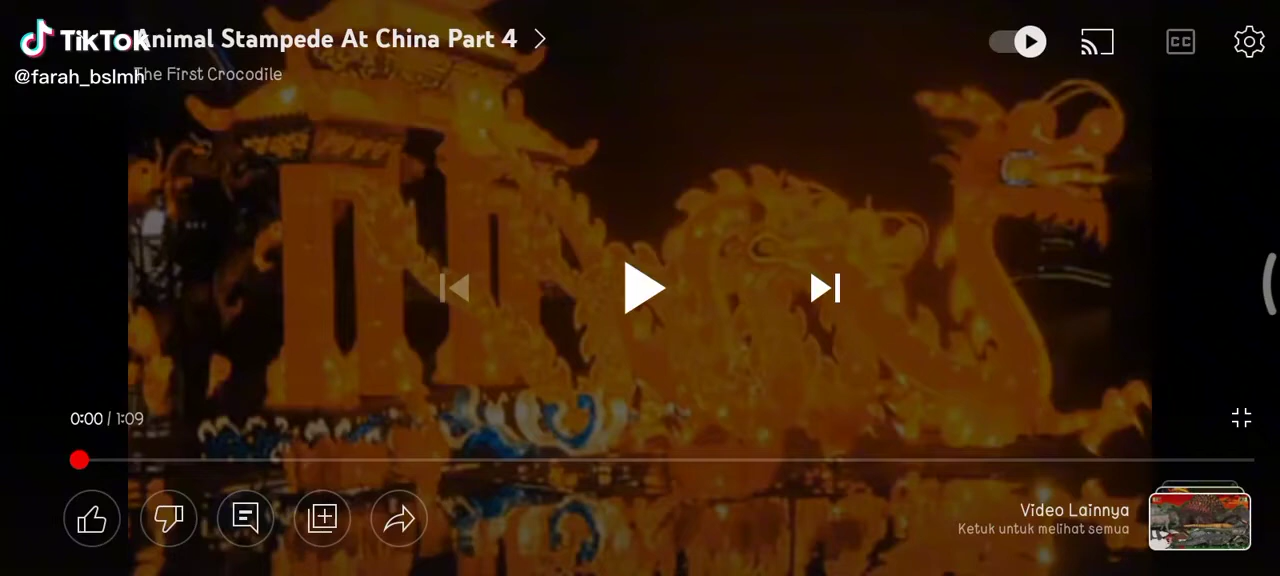 TikTok
Animal Stampede At China Part 4
@farah_bslmh
The First Crocodile
CC
0:00 / 1:09
Video Lainnya
Ketuk untuk melihat semua